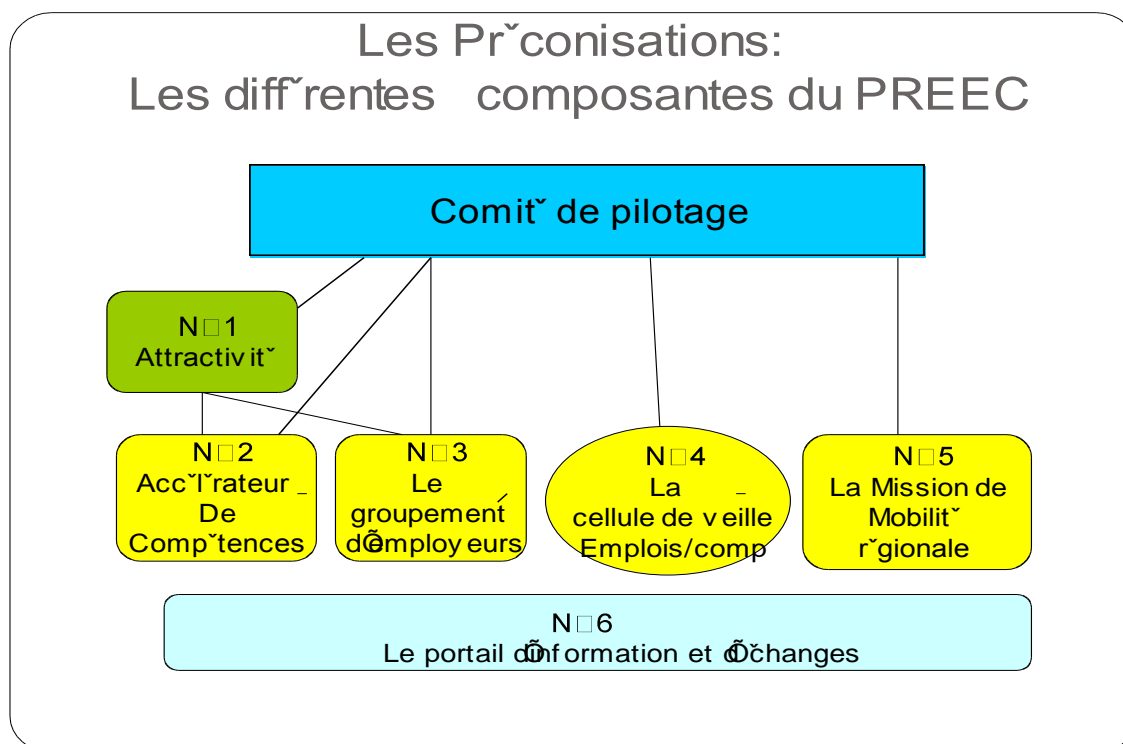 Les Prˇconisations:
Les diffˇrentes composantes du PREEC
Comitˇ de pilotage
N□1
Attractivitˇ
N□2
Accˇlˇrateur
De
Compˇtences
N□3
Le
groupement
dÕemployeurs
N□4
La
cellule de veille
Emplois/comp
N□5
La Mission de
Mobilitˇ
rˇgionale
N□6
Le portail dÕinformation et dÕˇchanges